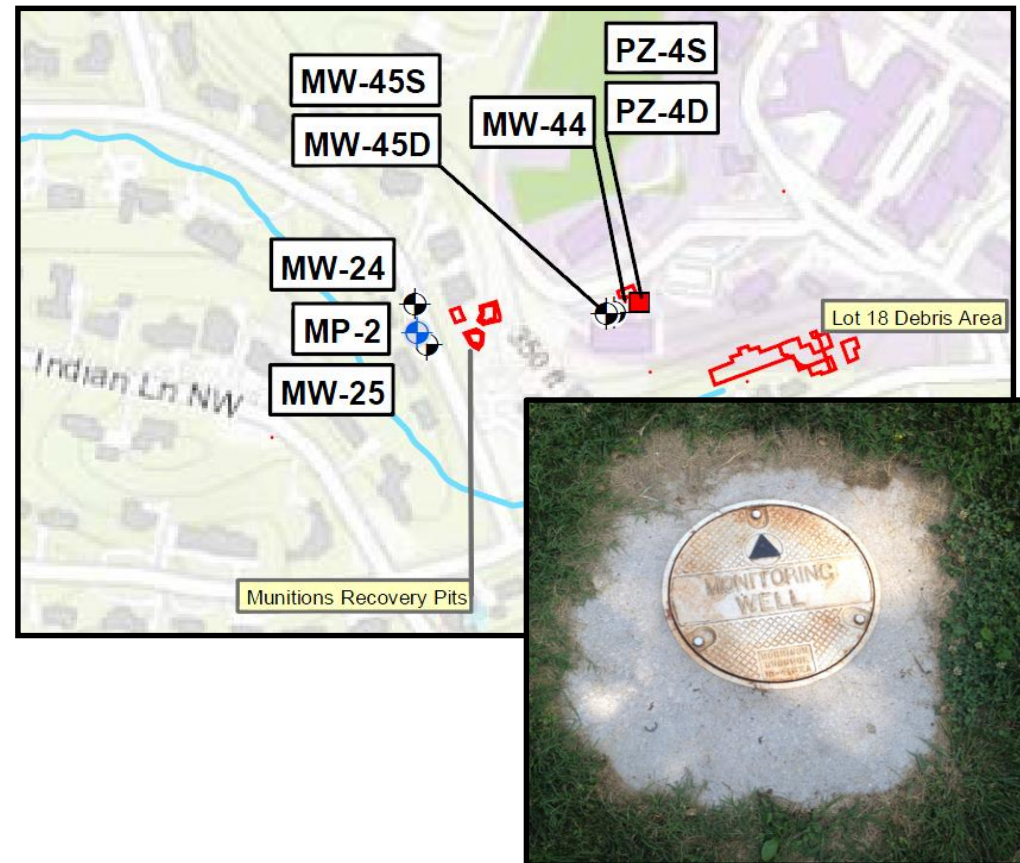 PZ-4S
MW-45S
PZ-4D
MW-44
MW-45D
MW-24
MP-2
MW-25
Indian Ln NW
350 ft
Lot 18 Debris Area
Munitions Recovery Pits
MONITORING
WELL
MORRISON